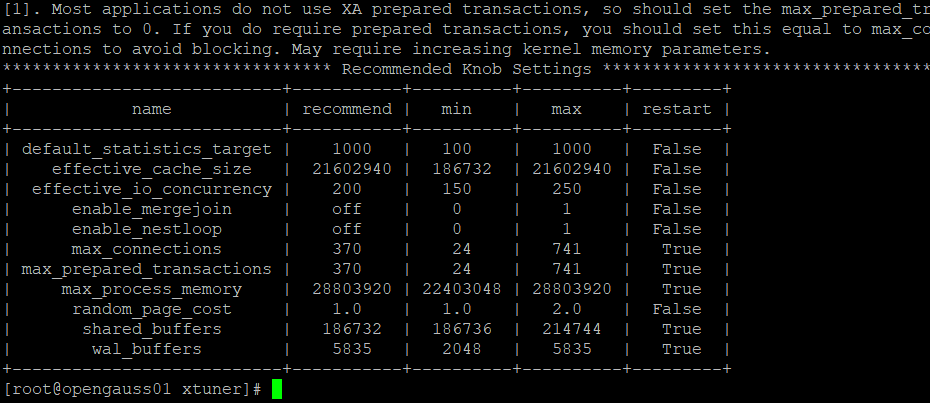 [1]. Most applications do not use XA prepared transactions, so should set the max_prepared_tr
ansactions to 0. If you do require prepared transactions, you should set this equal to max_co
nnections to avoid blocking. May require increasing kernel memory parameters.
********************************* Recommended Knob Settings *********************************
+---------------------------+-----------+----------+----------+---------+
|            name           | recommend |   min    |   max    | restart |
+---------------------------+-----------+----------+----------+---------+
| default_statistics_target |    1000   |   100    |   1000   |  False  |
|    effective_cache_size   |  21602940 |  186732  | 21602940 |  False  |
|  effective_io_concurrency |    200    |   150    |   250    |  False  |
|      enable_mergejoin     |    off    |    0     |    1     |  False  |
|      enable_nestloop      |    off    |    0     |    1     |  False  |
|      max_connections      |    370    |    24    |   741    |   True  |
| max_prepared_transactions |    370    |    24    |   741    |   True  |
|     max_process_memory    |  28803920 | 22403048 | 28803920 |   True  |
|      random_page_cost     |    1.0    |   1.0    |   2.0    |  False  |
|       shared_buffers      |   186732  |  186736  |  214744  |   True  |
|        wal_buffers        |    5835   |   2048   |   5835   |   True  |
+---------------------------+-----------+----------+----------+---------+
[root@opengauss01 xtuner]#